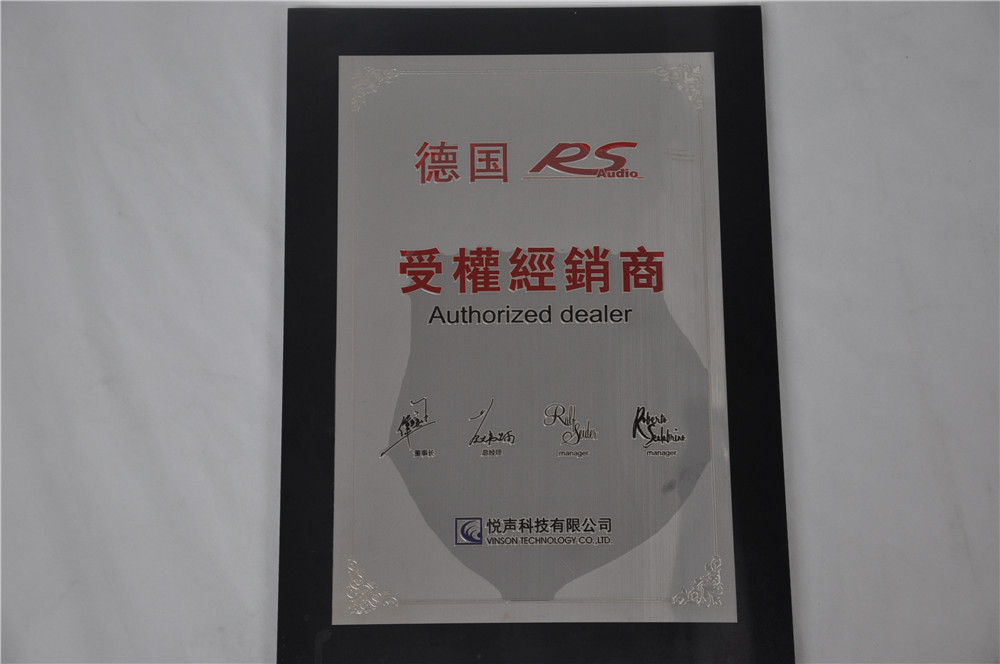 德国 RS Audio
受權經銷商
Authorized dealer
董事长 总经理 manager manager
悦声科技有限公司
VINSON TECHNOLOGY CO.,LTD.